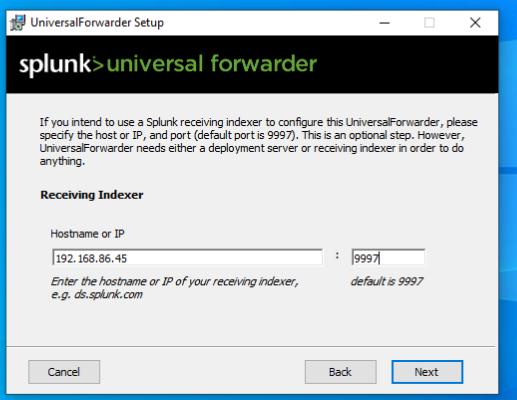 UniversalForwarder Setup
splunk>universal forwarder
If you intend to use a Splunk receiving indexer to configure this UniversalForwarder, please
specify the host or IP, and port (default port is 9997). This is an optional step. However,
UniversalForwarder needs either a deployment server or receiving indexer in order to do
anything.
Receiving Indexer
Hostname or IP
192.168.86.45 : 9997
Enter the hostname or IP of your receiving indexer, default is 9997
e.g. ds.splunk.com
Cancel Back Next